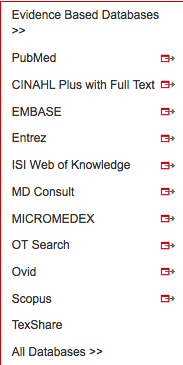 Evidence Based Databases
>>
PubMed
CINAHL Plus with Full Text
EMBASE
Entrez
ISI Web of Knowledge
MD Consult
MICROMEDEX
OT Search
Ovid
Scopus
TexShare
All Databases >>